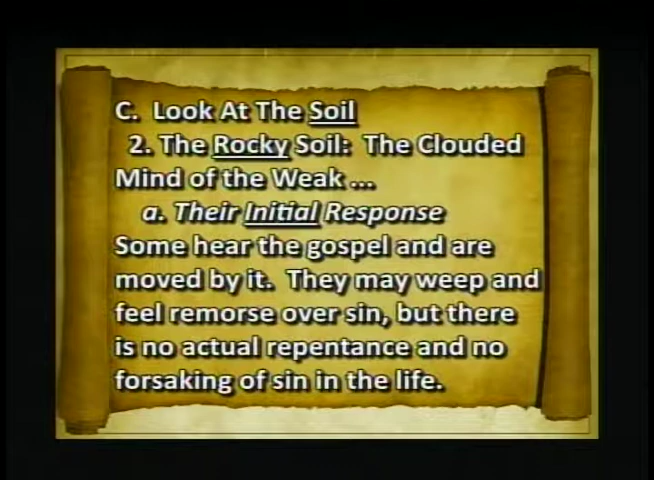 C. Look At The Soil
2. The Rocky Soil: The Clouded
Mind of the Weak ...
a. Their Initial Response
Some hear the gospel and are
moved by it. They may weep and
feel remorse over sin, but there
is no actual repentance and no
forsaking of sin in the life.